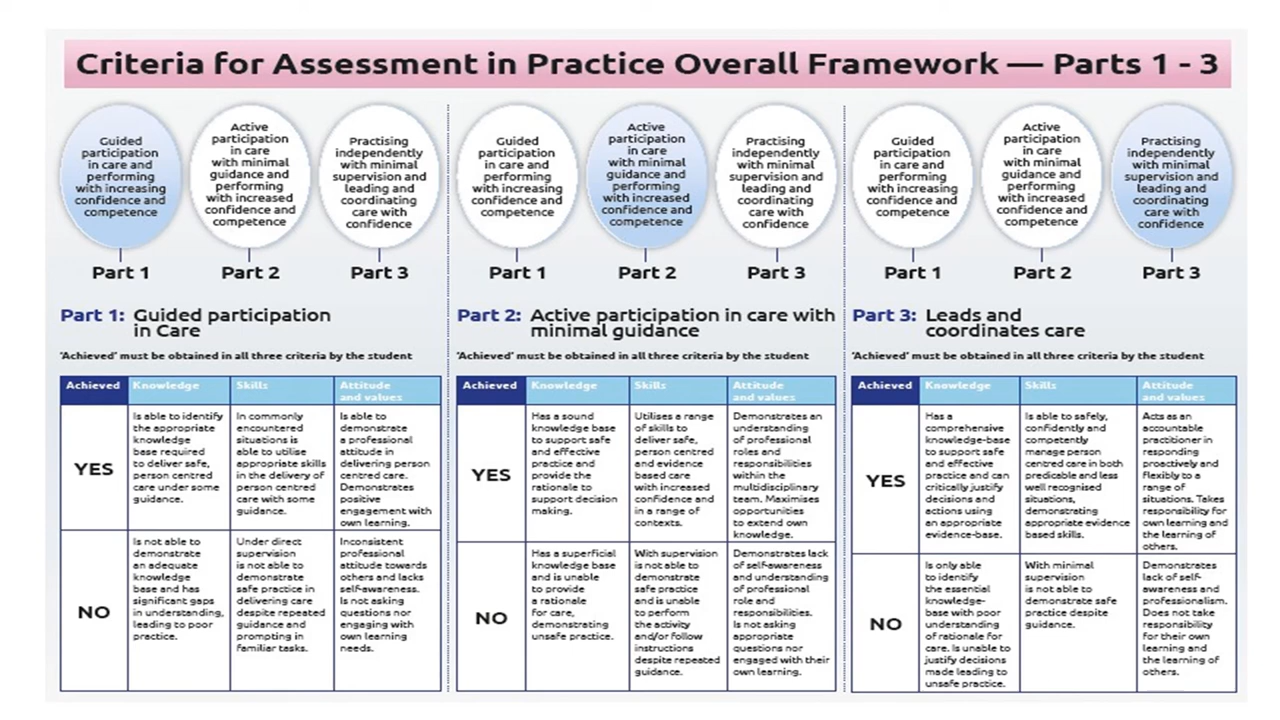 Criteria for Assessment in Practice Overall Framework — Parts 1 - 3
Guided
participation
in care and
performing
with increasing
confidence and
competence
Part 1
Active
participation
in care
with minimal
guidance and
performing
with increased
confidence and
competence
Part 2
Practising
independently
with minimal
supervision and
leading and
coordinating
care with
confidence
Part 3
Guided
participation
in care and
performing
with increasing
confidence and
competence
Part 1
Active
participation
in care
with minimal
guidance and
performing
with increased
confidence and
competence
Part 2
Practising
independently
with minimal
supervision and
leading and
coordinating
care with
confidence
Part 3
Guided
participation
in care and
performing
with increasing
confidence and
competence
Part 1
Active
participation
in care
with minimal
guidance and
performing
with increased
confidence and
competence
Part 2
Practising
independently
with minimal
supervision and
leading and
coordinating
care with
confidence
Part 3
Part 1: Guided participation
in Care
'Achieved' must be obtained in all three criteria by the student
Achieved
Knowledge
Skills
Attitude
and values
YES
Is able to identify
the appropriate
knowledge
base required
to deliver safe,
person centred
care under some
guidance.
In commonly
encountered
situations is
able to utilise
appropriate skills
in the delivery of
person centred
care with some
guidance.
Is able to
demonstrate
a professional
attitude in
delivering person
centred care.
Demonstrates
positive
engagement with
own learning.
NO
Is not able to
demonstrate
an adequate
knowledge
base and has
significant gaps
in understanding,
leading to poor
practice.
Under direct
supervision
is not able to
demonstrate
safe practice in
delivering care
despite repeated
guidance and
prompting in
familiar tasks.
Inconsistent
professional
attitude towards
others and lacks
self-awareness.
Is not asking
questions nor
engaging with
own learning
needs.
Part 2: Active participation in care with
minimal guidance
'Achieved' must be obtained in all three criteria by the student
Achieved
Knowledge
Skills
Attitude
and values
YES
Has a sound
knowledge base
to support safe
and effective
practice and
provide the
rationale to
support decision
making.
Utilises a range
of skills to
deliver safe,
person centred
and evidence
based care
with increased
confidence and
in a range of
contexts.
Demonstrates an
understanding
of professional
roles and
responsibilities
within the
multidisciplinary
team. Maximises
opportunities
to extend own
knowledge.
NO
Has a superficial
knowledge base
and is unable
to provide
a rationale
for care,
demonstrating
unsafe practice.
With supervision
is not able to
demonstrate
safe practice
and is unable
to perform
the activity
and/or follow
instructions
despite repeated
guidance.
Demonstrates lack
of self-awareness
and understanding
of professional
role and
responsibilities.
Is not asking
appropriate
questions nor
engaged with their
own learning.
Part 3: Leads and
coordinates care
'Achieved' must be obtained in all three criteria by the student
Achieved
Knowledge
Skills
Attitude
and values
YES
Has a
comprehensive
knowledge-base
to support safe
and effective
practice and can
critically justify
decisions and
actions using
an appropriate
evidence-base.
Is able to safely,
confidently and
competently
manage person
centred care in both
predicable and less
well recognised
situations,
demonstrating
appropriate evidence
based skills.
Acts as an
accountable
practitioner in
responding
proactively and
flexibly to a
range of
situations. Takes
responsibility for
own learning and
the learning of
others.
NO
Is only able
to identify
the essential
knowledge-
base with poor
understanding
of rationale for
care. Is unable to
justify decisions
made leading to
unsafe practice.
With minimal
supervision
is not able to
demonstrate safe
practice despite
guidance.
Demonstrates
lack of self-
awareness and
professionalism.
Does not take
responsibility
for their own
learning and
the learning of
others.